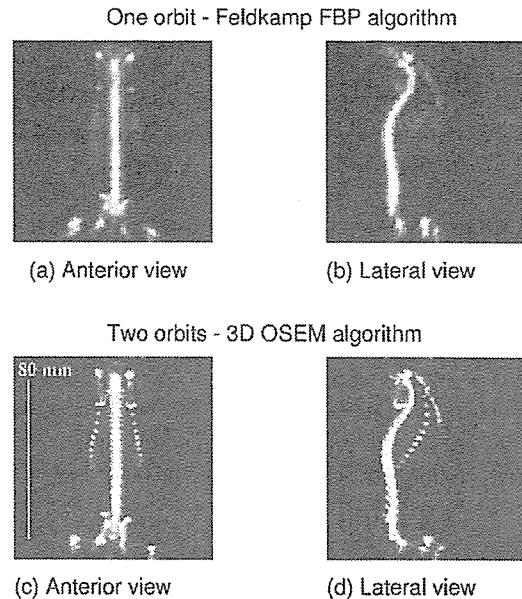 One orbit - Feldkamp FBP algorithm
(a) Anterior view
(b) Lateral view
Two orbits - 3D OSEM algorithm
80 mm
(c) Anterior view
(d) Lateral view